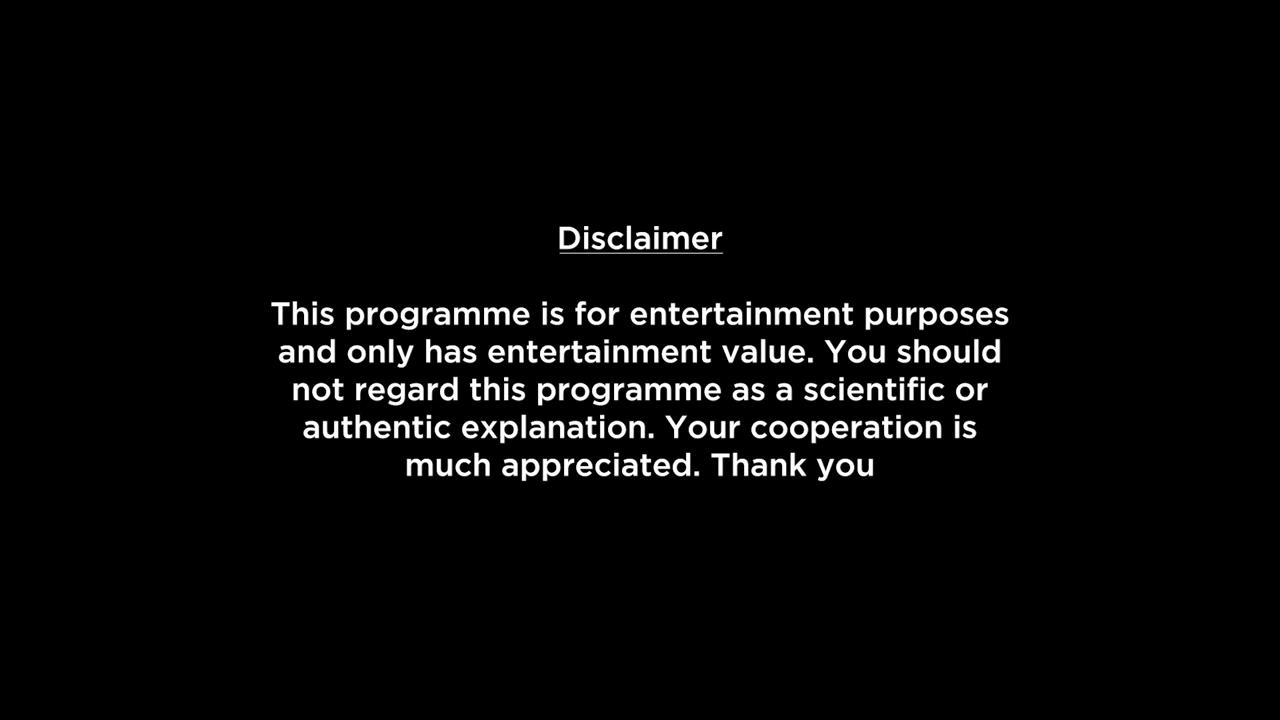 Disclaimer
This programme is for entertainment purposes
and only has entertainment value. You should
not regard this programme as a scientific or
authentic explanation. Your cooperation is
much appreciated. Thank you